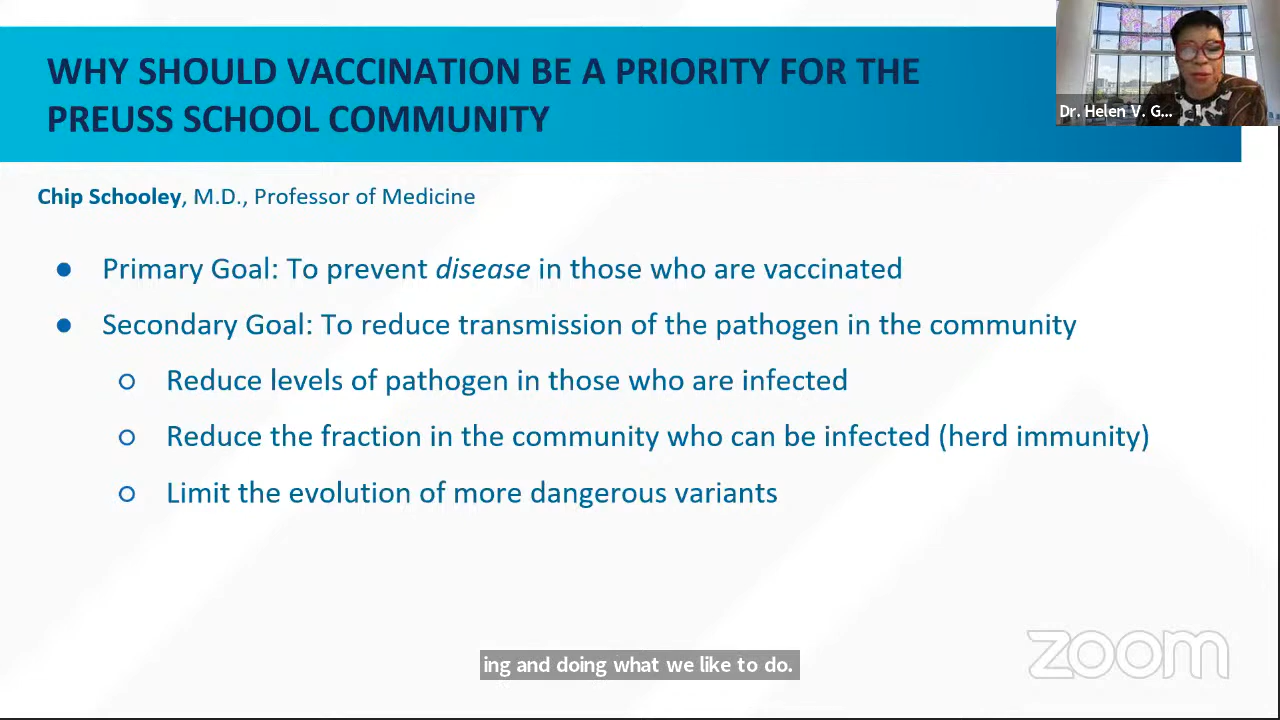 WHY SHOULD VACCINATION BE A PRIORITY FOR THE
PREUSS SCHOOL COMMUNITY
Dr. Helen V. G...
Chip Schooley, M.D., Professor of Medicine
● Primary Goal: To prevent disease in those who are vaccinated
● Secondary Goal: To reduce transmission of the pathogen in the community
○ Reduce levels of pathogen in those who are infected
○ Reduce the fraction in the community who can be infected (herd immunity)
○ Limit the evolution of more dangerous variants
zoom
ing and doing what we like to do.